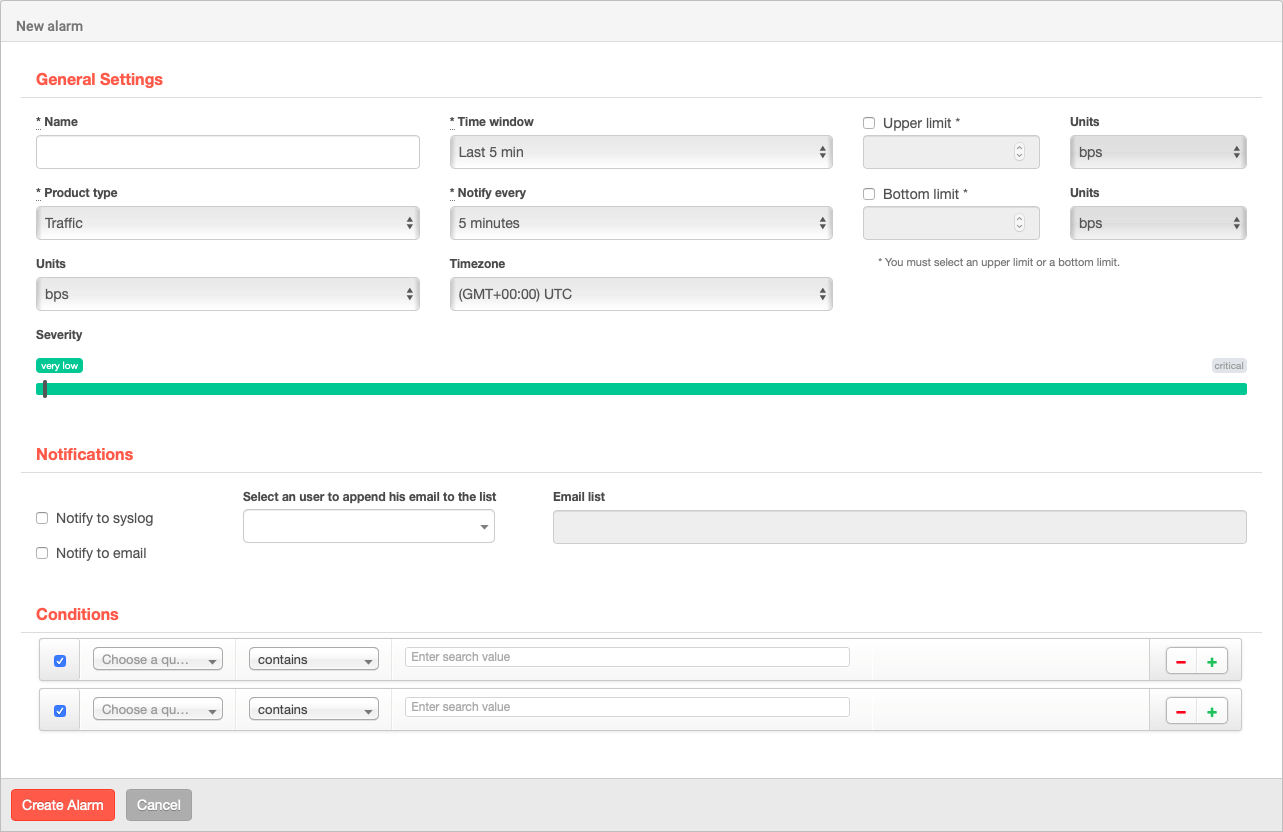 New alarm
General Settings
* Name
* Time window
Upper limit *
Units
Last 5 min
bps
* Product type
* Notify every
Bottom limit *
Units
Traffic
5 minutes
bps
Units
Timezone
* You must select an upper limit or a bottom limit.
bps
(GMT+00:00) UTC
Severity
very low
critical
Notifications
Select an user to append his email to the list
Email list
Notify to syslog
Notify to email
Conditions
Choose a qu...
contains
Enter search value
Choose a qu...
contains
Enter search value
Create Alarm
Cancel